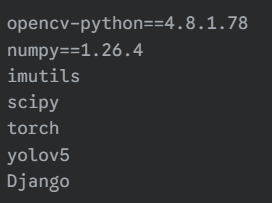 opencv-python==4.8.1.78
numpy==1.26.4
imutils
scipy
torch
yolov5
Django